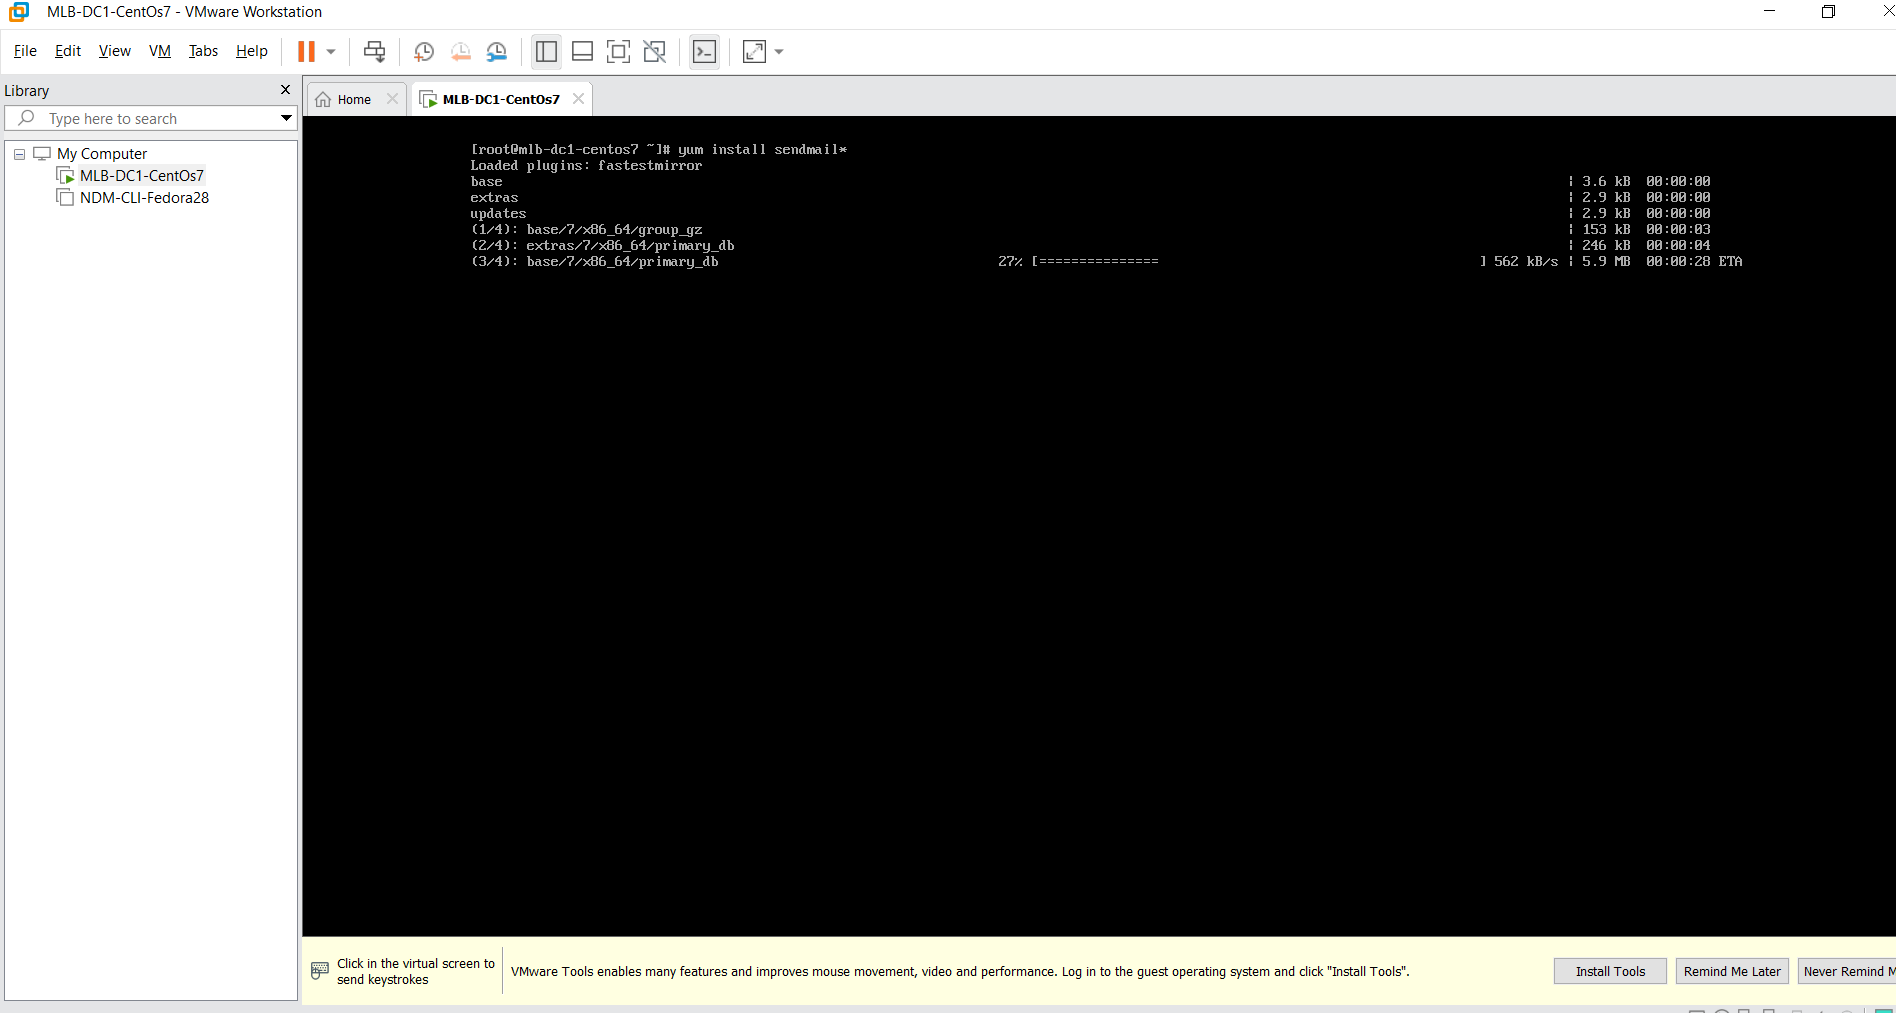 MLB-DC1-CentOs7 - VMware Workstation
File Edit View VM Tabs Help
Library
Type here to search
My Computer
MLB-DC1-CentOs7
NDM-CLI-Fedora28
Home
MLB-DC1-CentOs7
[root@mlb-dc1-centos7 ~]# yum install sendmail*
Loaded plugins: fastestmirror
base | 3.6 kB 00:00:00
extras | 2.9 kB 00:00:00
updates | 2.9 kB 00:00:00
(1/4): base/7/x86_64/group_gz | 153 kB 00:00:03
(2/4): extras/7/x86_64/primary_db | 246 kB 00:00:04
(3/4): base/7/x86_64/primary_db 27% [=============== ] 562 kB/s | 5.9 MB 00:00:28 ETA
Click in the virtual screen to
send keystrokes
VMware Tools enables many features and improves mouse movement, video and performance. Log in to the guest operating system and click "Install Tools".
Install Tools
Remind Me Later
Never Remind M